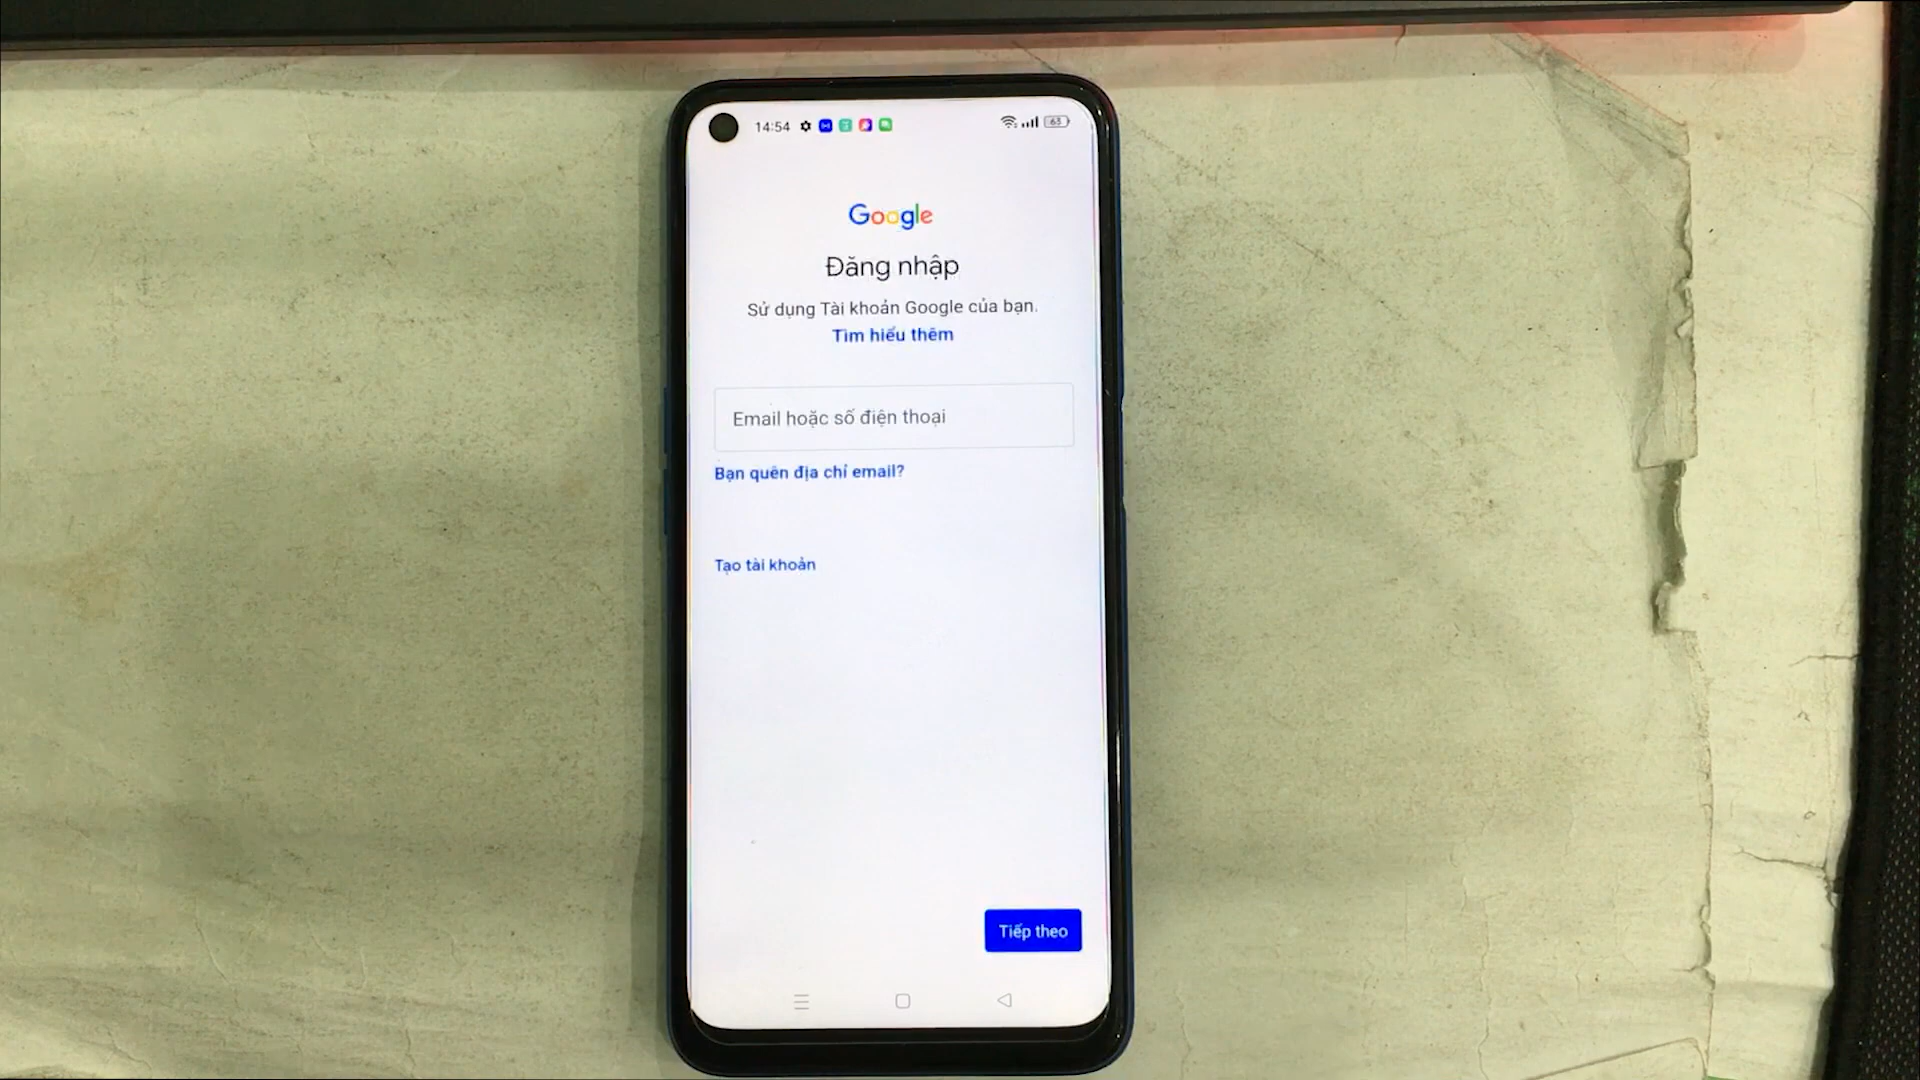 14:54
63
Google
Đăng nhập
Sử dụng Tài khoản Google của bạn.
Tìm hiểu thêm
Email hoặc số điện thoại
Bạn quên địa chỉ email?
Tạo tài khoản
Tiếp theo